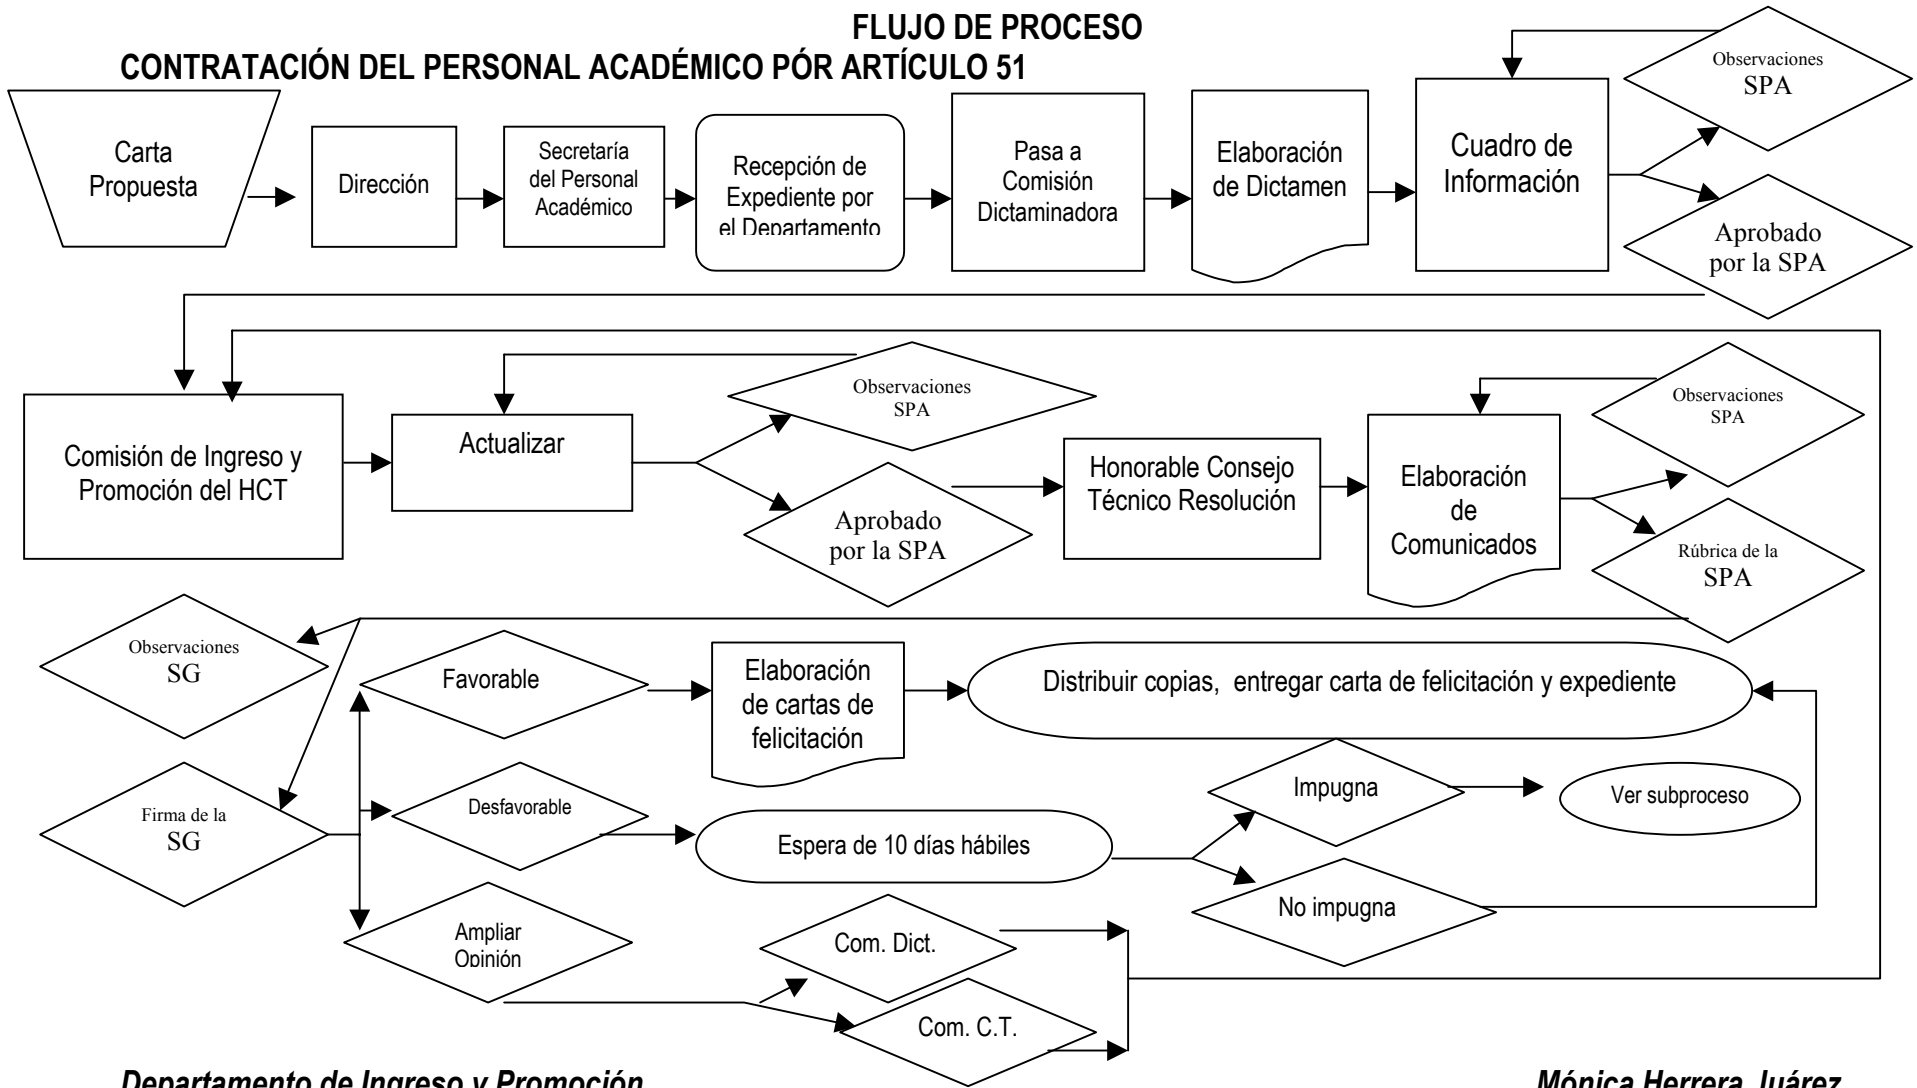 FLUJO DE PROCESO
CONTRATACIÓN DEL PERSONAL ACADÉMICO PÓR ARTÍCULO 51
Carta
Propuesta
Dirección
Secretaría
del Personal
Académico
Recepción de
Expediente por
el Departamento
Pasa a
Comisión
Dictaminadora
Elaboración
de Dictamen
Cuadro de
Información
Observaciones
SPA
Aprobado
por la SPA
Comisión de Ingreso y
Promoción del HCT
Actualizar
Observaciones
SPA
Aprobado
por la SPA
Honorable Consejo
Técnico Resolución
Elaboración
de
Comunicados
Observaciones
SPA
Rúbrica de la
SPA
Observaciones
SG
Firma de la
SG
Favorable
Elaboración
de cartas de
felicitación
Distribuir copias, entregar carta de felicitación y expediente
Desfavorable
Espera de 10 días hábiles
Impugna
Ver subproceso
No impugna
Ampliar
Opinión
Com. Dict.
Com. C.T.
Departamento de Ingreso y Promoción
Mónica Herrera Juárez